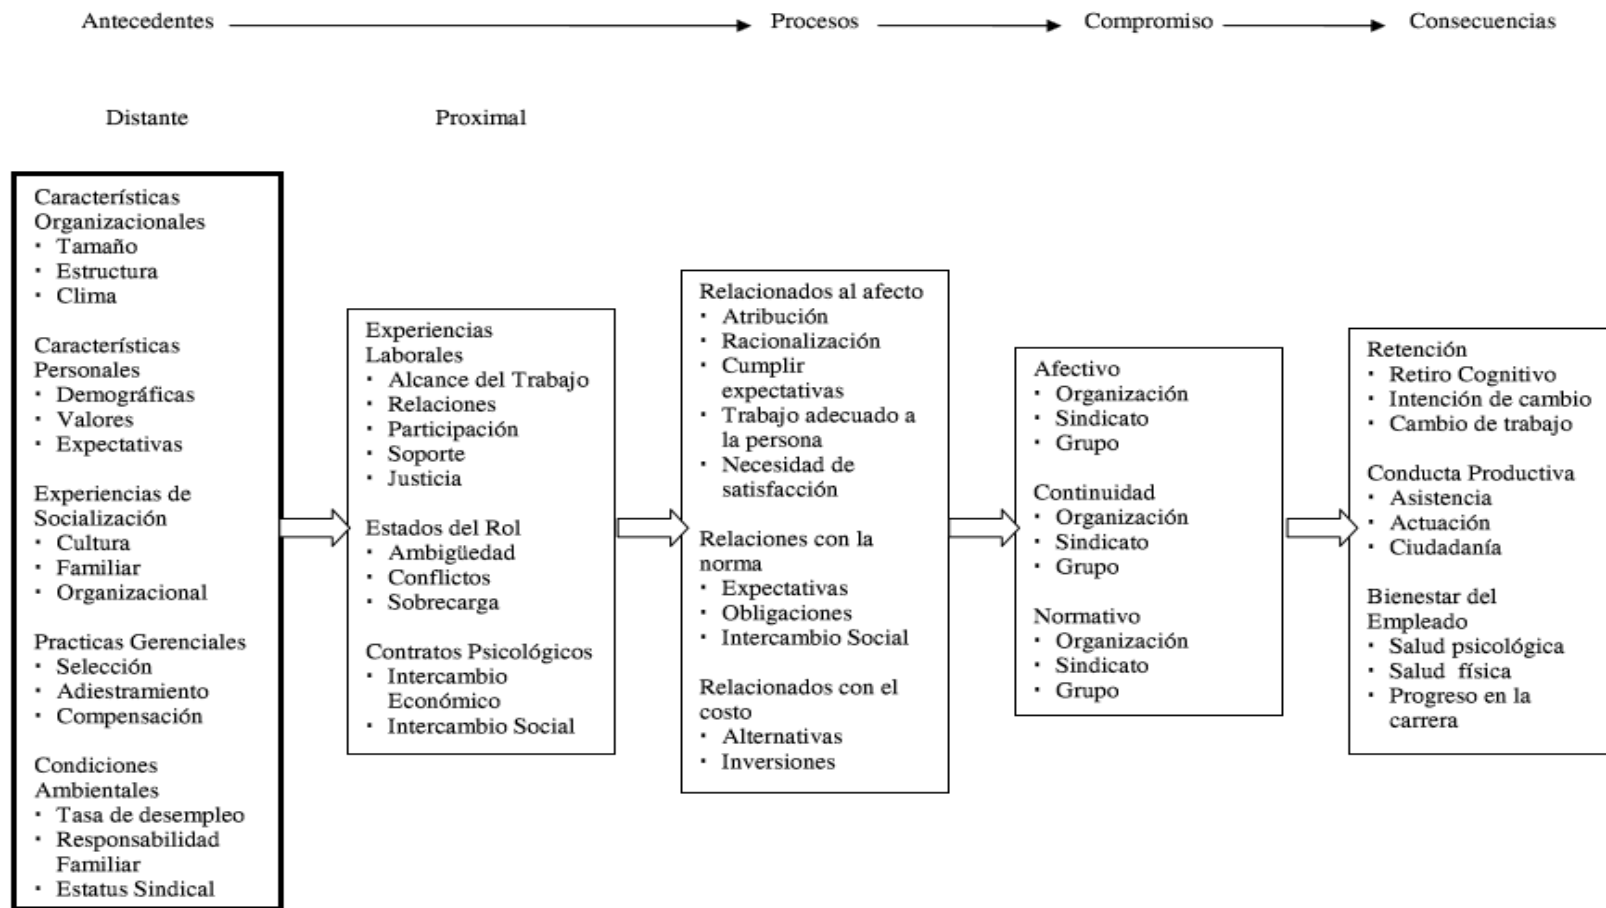 Antecedentes Procesos Compromiso Consecuencias
Distante Proximal
Características
Organizacionales
· Tamaño
· Estructura
· Clima
Características
Personales
· Demográficas
· Valores
· Expectativas
Experiencias de
Socialización
· Cultura
· Familiar
· Organizacional
Practicas Gerenciales
· Selección
· Adiestramiento
· Compensación
Condiciones
Ambientales
· Tasa de desempleo
· Responsabilidad
Familiar
· Estatus Sindical
Experiencias
Laborales
· Alcance del Trabajo
· Relaciones
· Participación
· Soporte
· Justicia
Estados del Rol
· Ambigüedad
· Conflictos
· Sobrecarga
Contratos Psicológicos
· Intercambio
Económico
· Intercambio Social
Relacionados al afecto
· Atribución
· Racionalización
· Cumplir
expectativas
· Trabajo adecuado a
la persona
· Necesidad de
satisfacción
Relaciones con la
norma
· Expectativas
· Obligaciones
· Intercambio Social
Relacionados con el
costo
· Alternativas
· Inversiones
Afectivo
· Organización
· Sindicato
· Grupo
Continuidad
· Organización
· Sindicato
· Grupo
Normativo
· Organización
· Sindicato
· Grupo
Retención
· Retiro Cognitivo
· Intención de cambio
· Cambio de trabajo
Conducta Productiva
· Asistencia
· Actuación
· Ciudadanía
Bienestar del
Empleado
· Salud psicológica
· Salud física
· Progreso en la
carrera